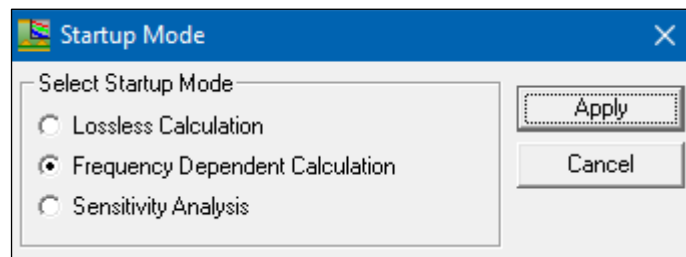 Startup Mode
Select Startup Mode
Lossless Calculation
Frequency Dependent Calculation
Sensitivity Analysis
Apply
Cancel